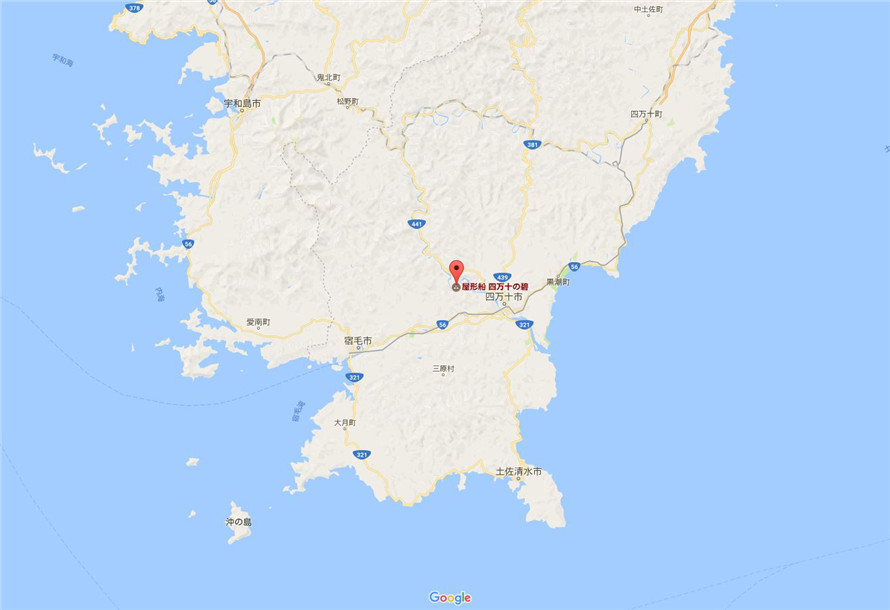 378
56
中土佐町
宇和海
鬼北町
松野町
宇和島市
四万十町
381
441
56
439
56
黒潮町
屋形船 四万十の碧
四万十市
内海
愛南町
56
321
宿毛市
三原村
321
宿毛湾
大月町
321
土佐清水市
沖の島
Google